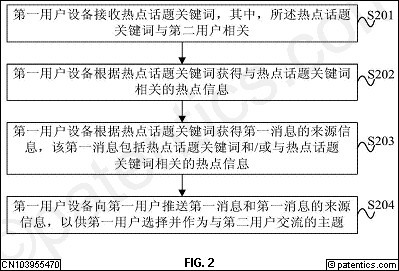 第一用户设备接收热点话题关键词，其中，所述热点话题
关键词与第二用户相关
S201
第一用户设备根据热点话题关键词获得与热点话题关键词
相关的热点信息
S202
第一用户设备根据热点话题关键词获得第一消息的来源信
息，该第一消息包括热点话题关键词和/或与热点话题
关键词相关的热点信息
S203
第一用户设备向第一用户推送第一消息和第一消息的来源
信息，以供第一用户选择并作为与第二用户交流的主题
S204
CN103955470
FIG. 2
© patentics.com
patentics.com